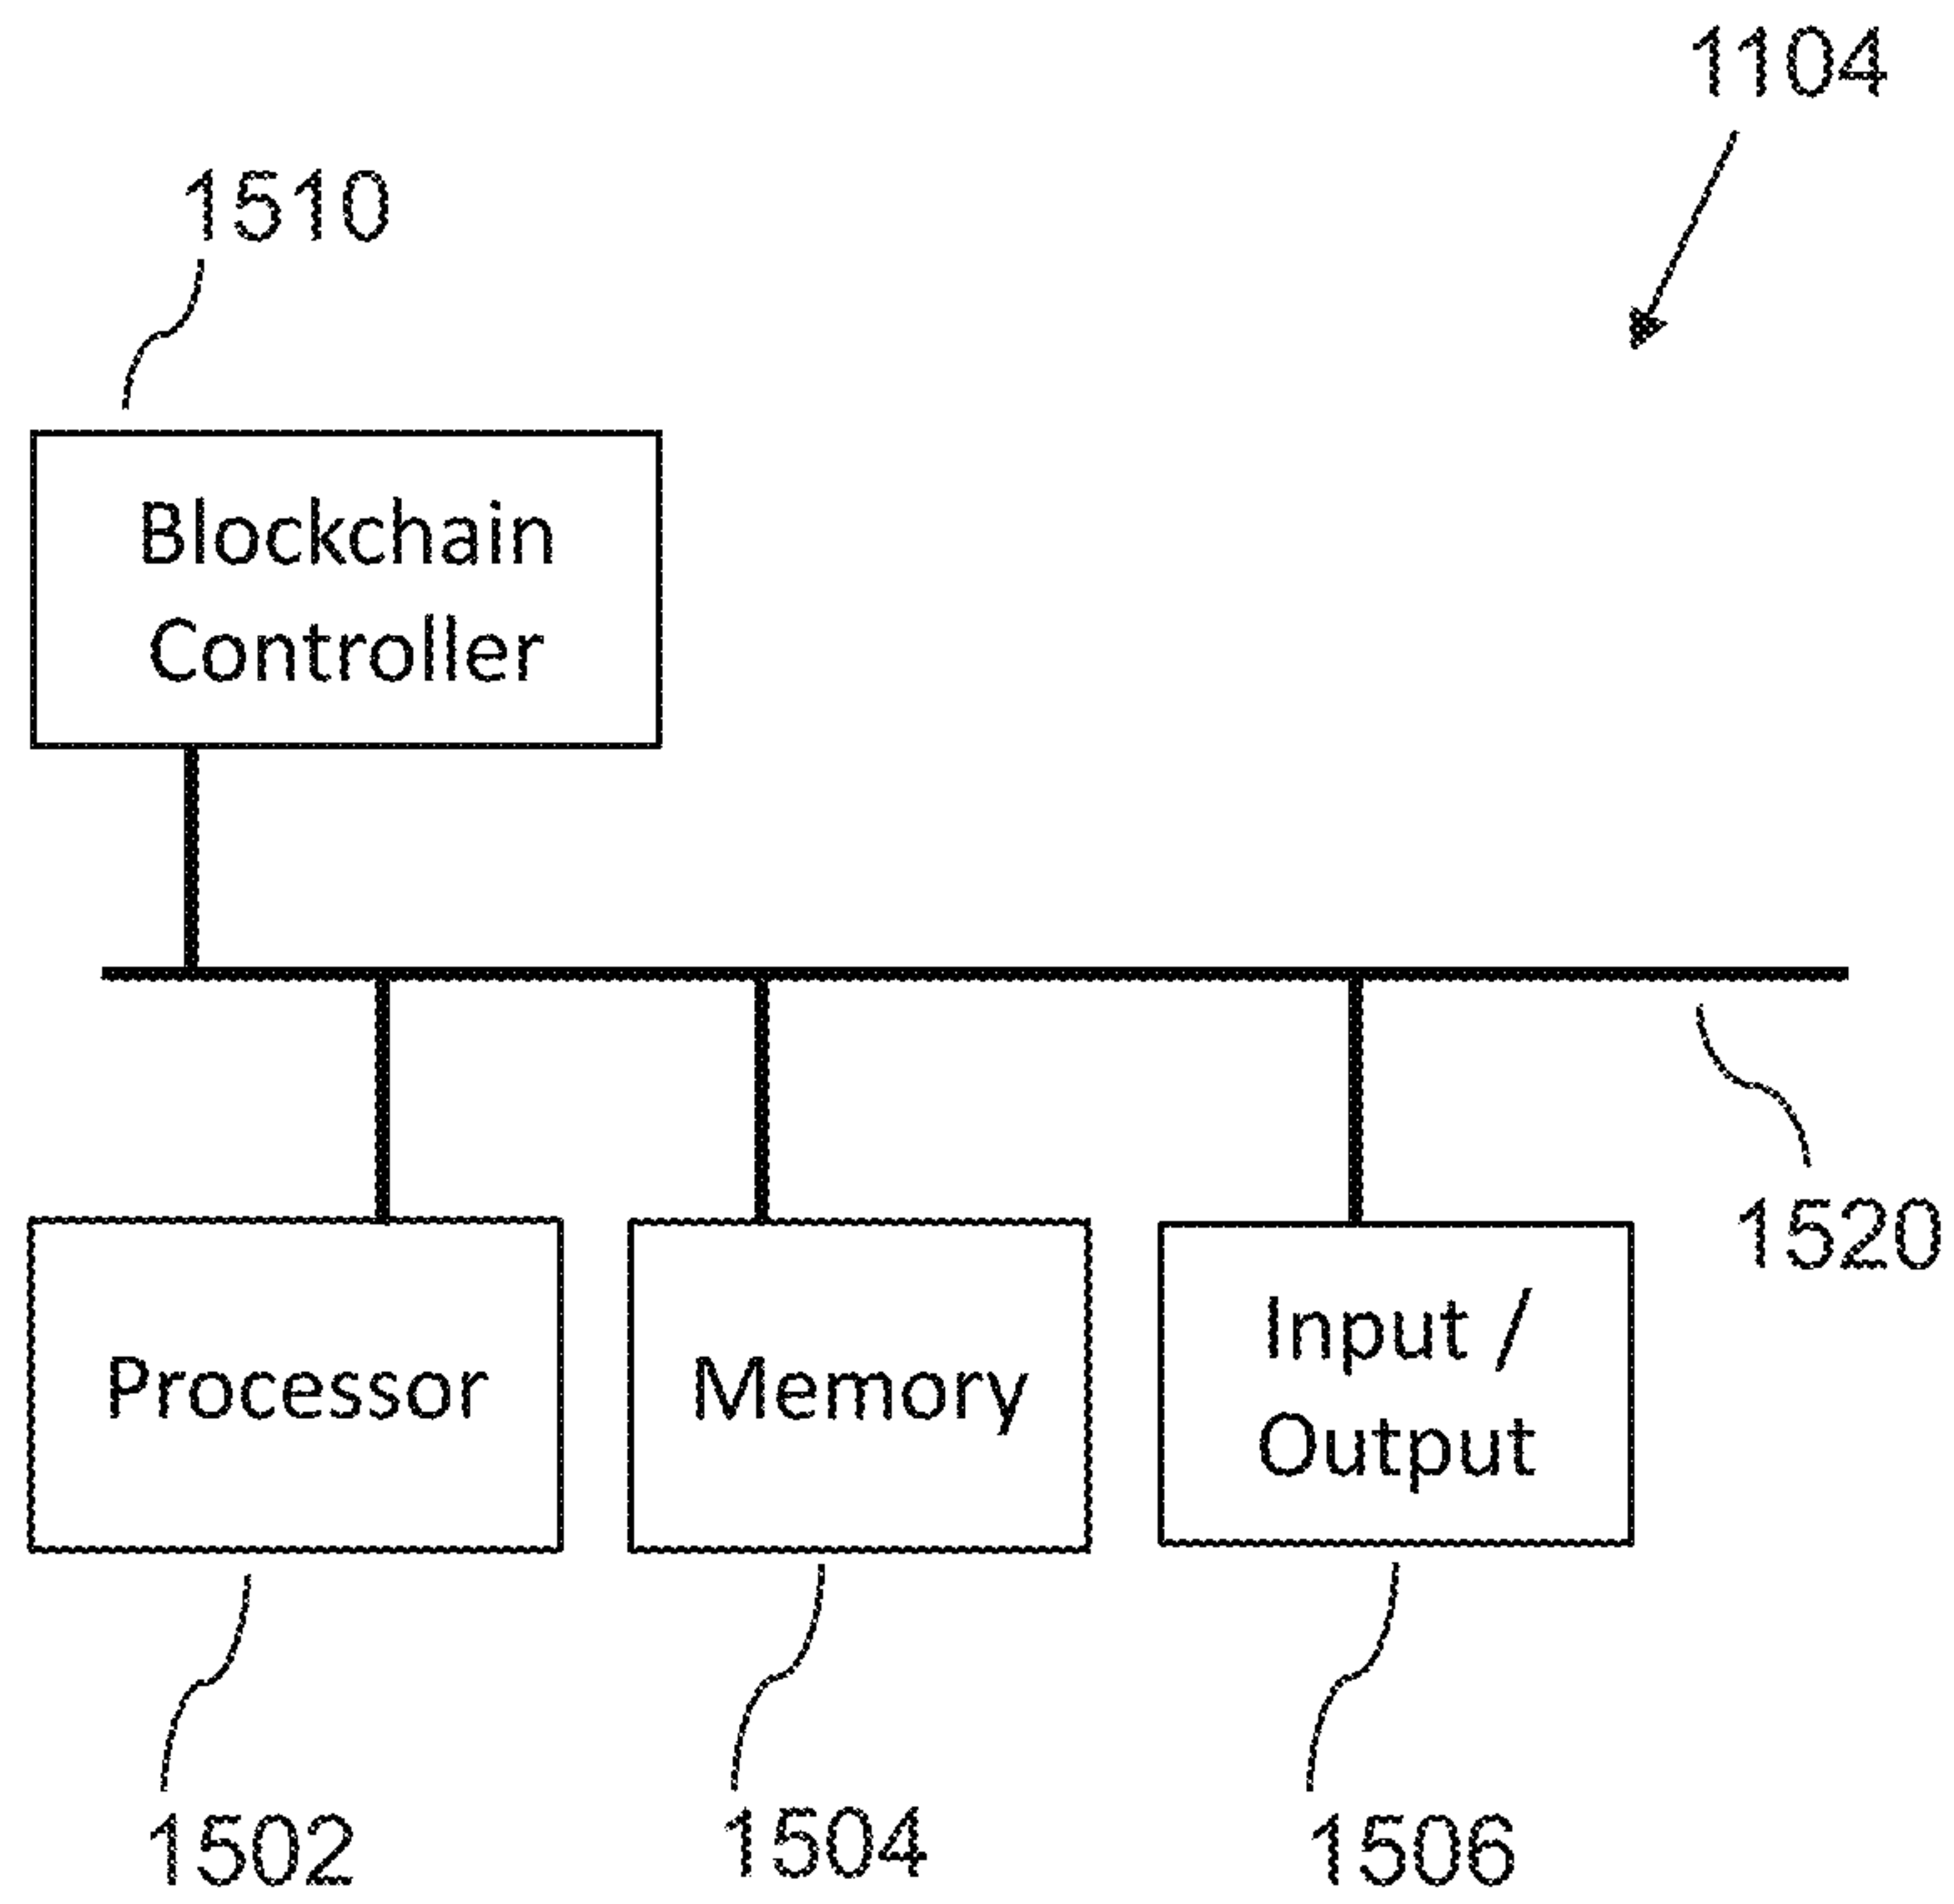 1104
1510
Blockchain
Controller
1520
Processor
Memory
Input /
Output
1502
1504
1506